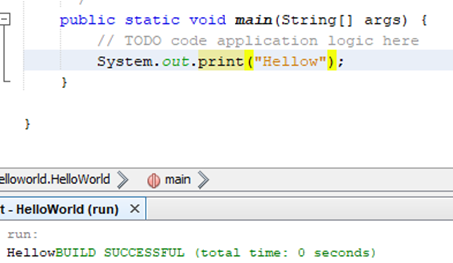 public static void main(String[] args) {
// TODO code application logic here
System.out.print("Hellow");
}
}
elloworld.HelloWorld main
t - HelloWorld (run) ×
run:
HellowBUILD SUCCESSFUL (total time: 0 seconds)